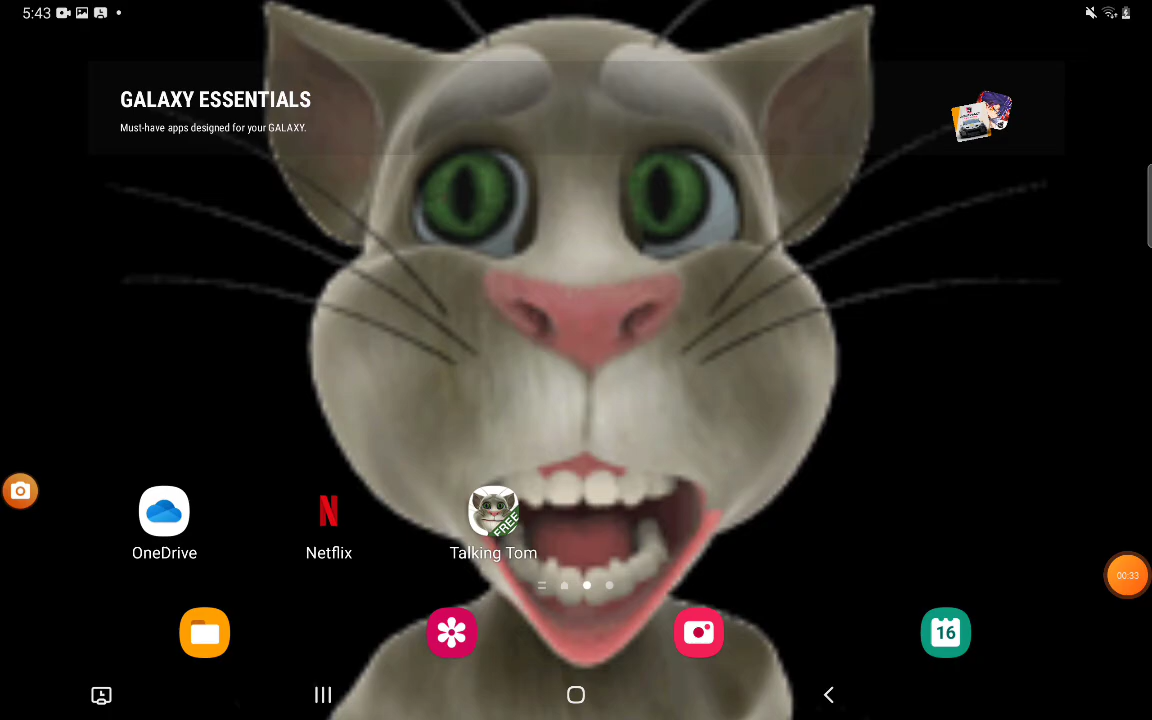 5:43
GALAXY ESSENTIALS
Must-have apps designed for your GALAXY.
N
FREE
OneDrive
Netflix
Talking Tom
00:33
16